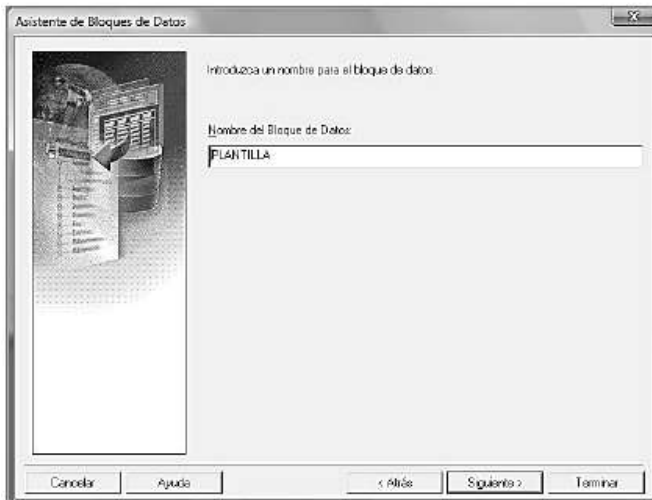 Asistente de Bloques de Datos
Introduzca un nombre para el bloque de datos.
Nombre del Bloque de Datos:
PLANTILLA
Cancelar
Ayuda
< Atrás
Siguiente >
Terminar